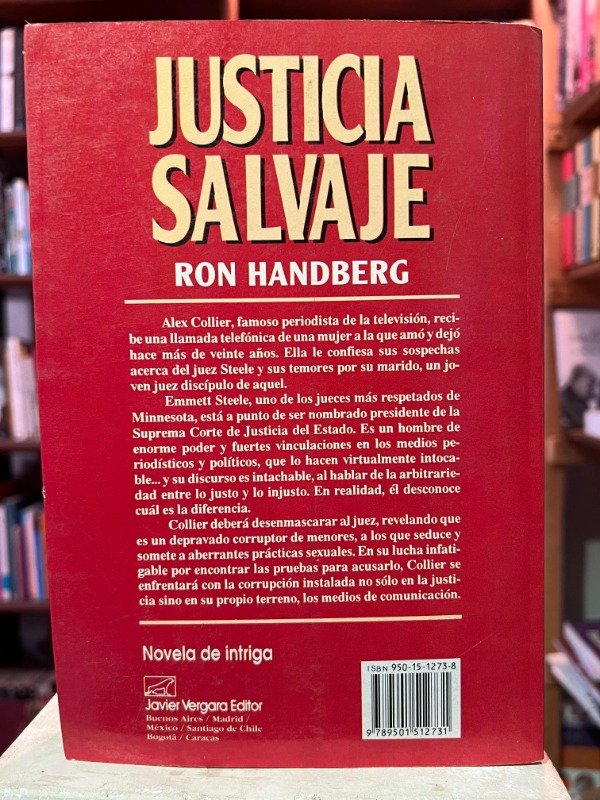 JUSTICIA
SALVAJE
RON HANDBERG
Alex Collier, famoso periodista de la televisión, reci-
be una llamada telefónica de una mujer a la que amó y dejó
hace más de veinte años. Ella le confiesa sus sospechas
acerca del juez Steele y sus temores por su marido, un jo-
ven juez discípulo de aquel.
Emmett Steele, uno de los jueces más respetados de
Minnesota, está a punto de ser nombrado presidente de la
Suprema Corte de Justicia del Estado. Es un hombre de
enorme poder y fuertes vinculaciones en los medios pe-
riodísticos y políticos, que lo hacen virtualmente intoca-
ble... y su discurso es intachable, al hablar de la arbitrarie-
dad entre lo justo y lo injusto. En realidad, él desconoce
cuál es la diferencia.
Collier deberá desenmascarar al juez, revelando que
es un depravado corruptor de menores, a los que seduce y
somete a aberrantes prácticas sexuales. En su lucha infati-
gable por encontrar las pruebas para acusarlo, Collier se
enfrentará con la corrupción instalada no sólo en la justi-
cia sino en su propio terreno, los medios de comunicación.
Novela de intriga
ISBN 950-15-1273-8
9 789501 512731
Javier Vergara Editor
Buenos Aires / Madrid /
México / Santiago de Chile
Bogotá / Caracas